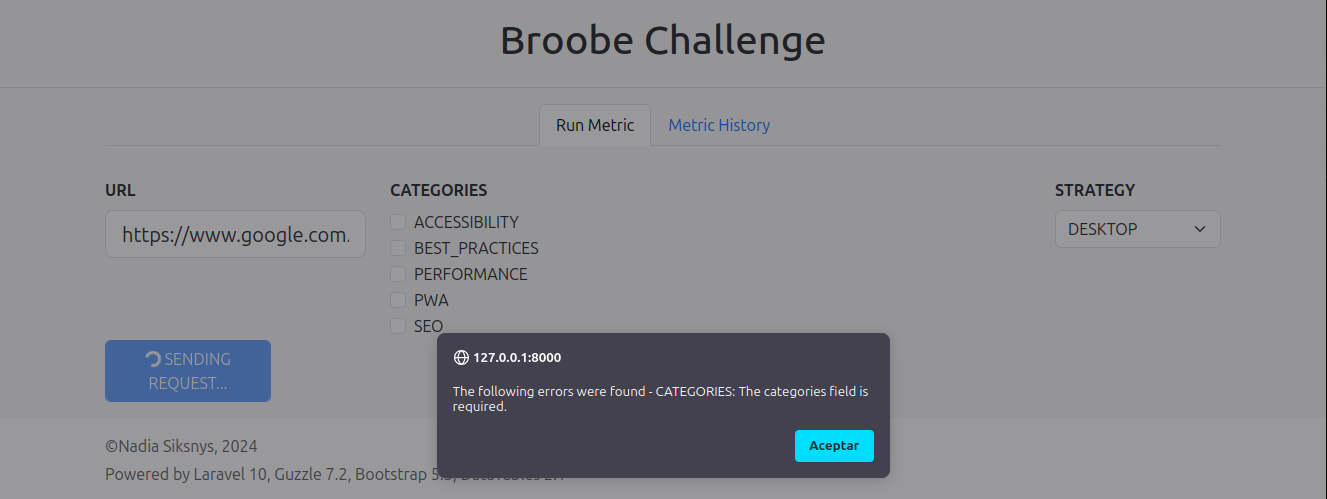 Broobe Challenge
Run Metric
Metric History
URL
https://www.google.com.
CATEGORIES
ACCESSIBILITY
BEST_PRACTICES
PERFORMANCE
PWA
SEO
STRATEGY
DESKTOP
SENDING
REQUEST...
127.0.0.1:8000
The following errors were found - CATEGORIES: The categories field is
required.
Aceptar
©Nadia Siksnys, 2024
Powered by Laravel 10, Guzzle 7.2, Bootstrap